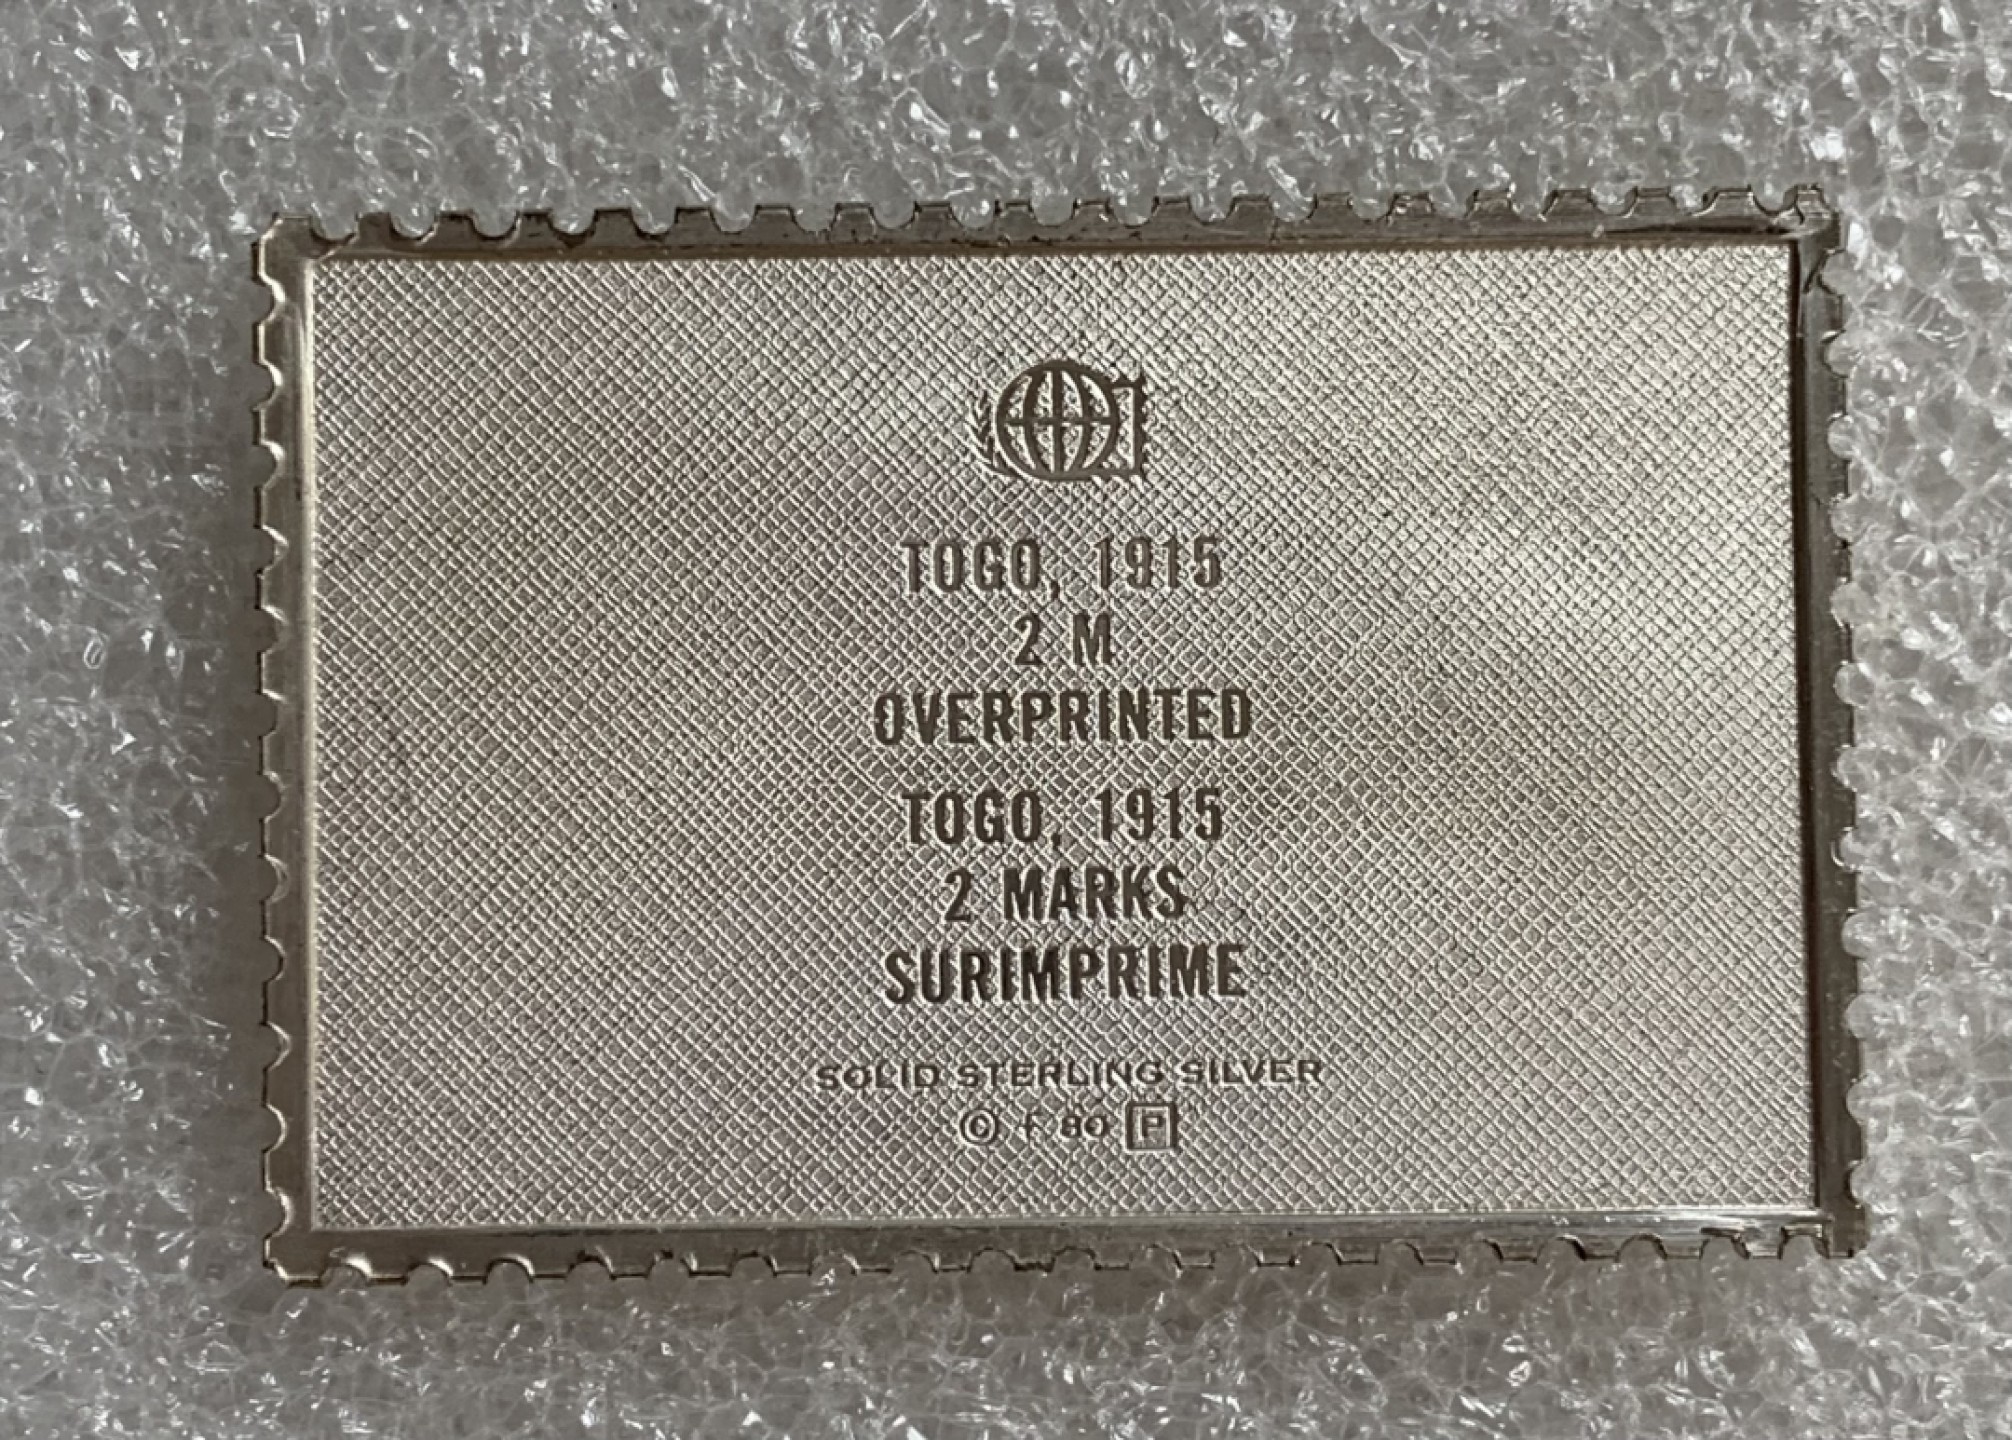 TOGO, 1915
2 M
OVERPRINTED
TOGO, 1915
2 MARKS
SURIMPRIME
SOLID STERLING SILVER
© f 80 P